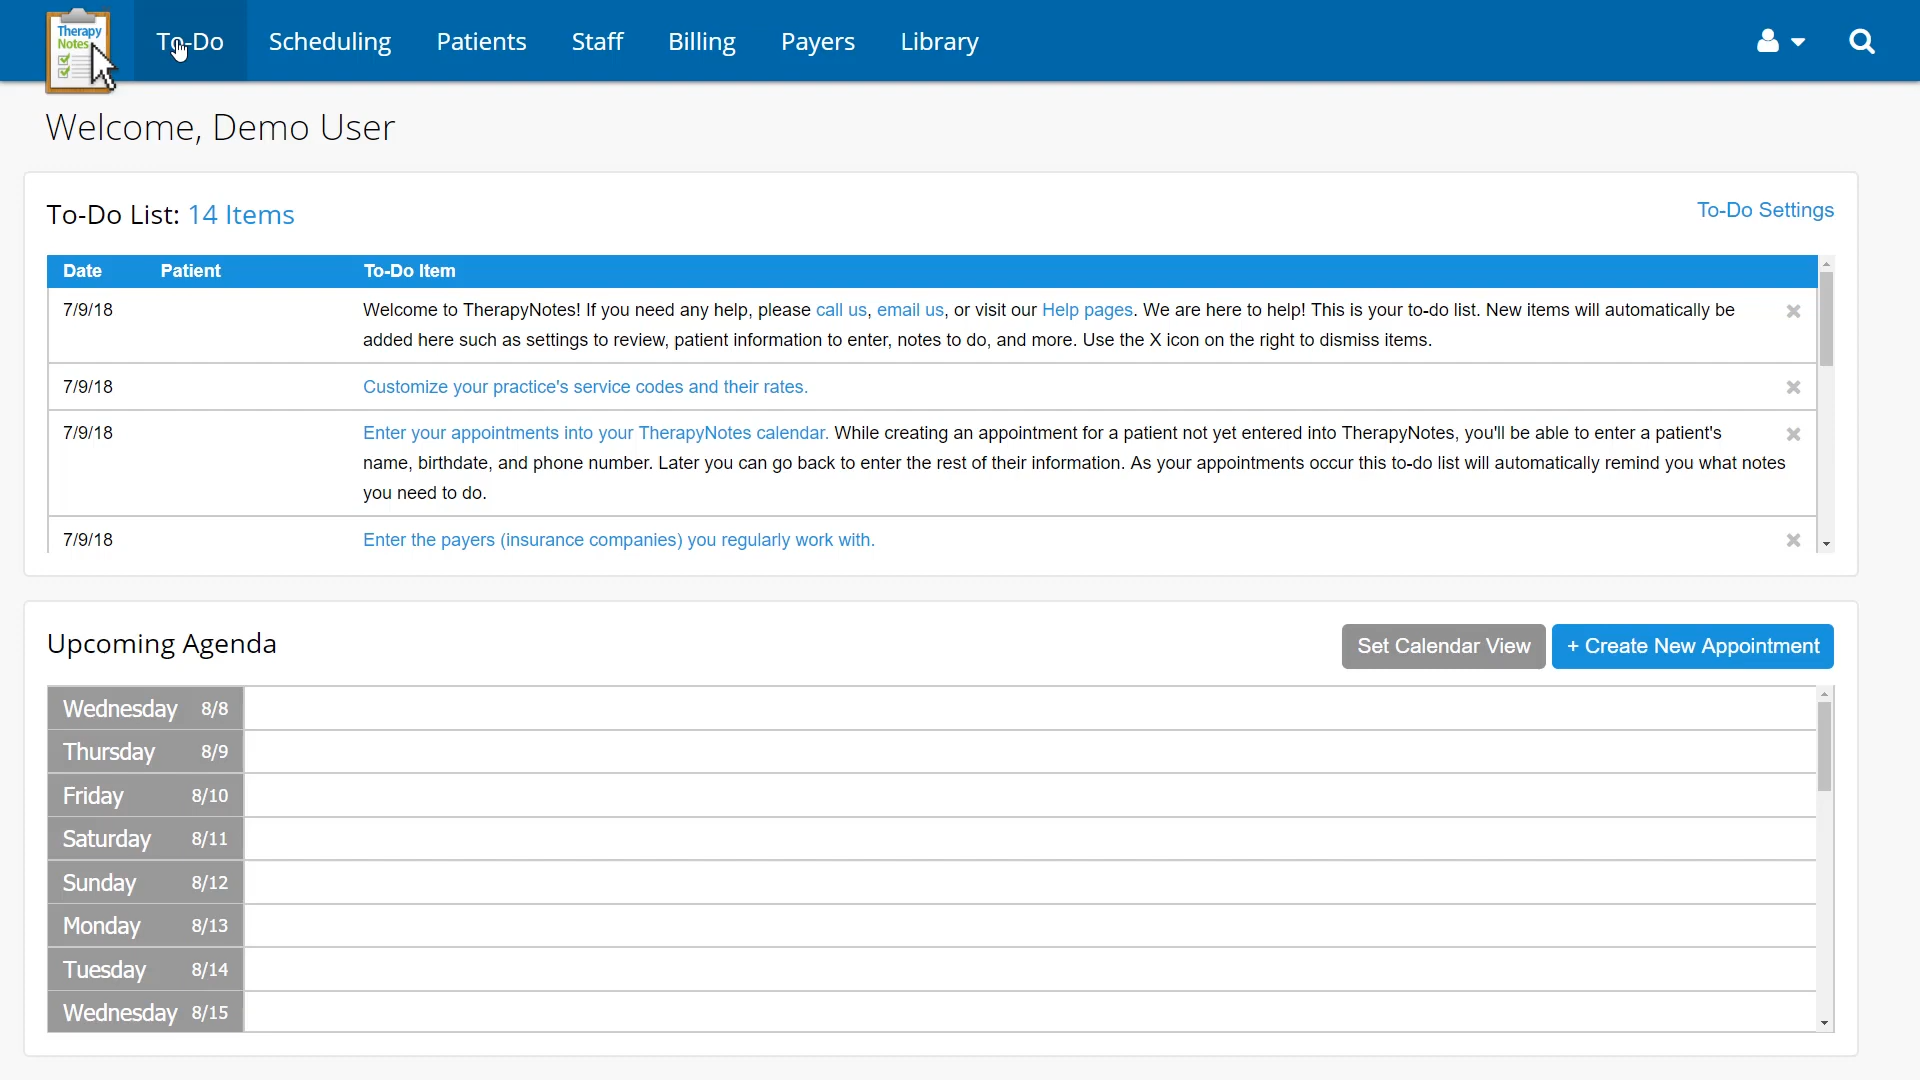 Therapy
Notes
To-Do Scheduling Patients Staff Billing Payers Library
Welcome, Demo User
To-Do List: 14 Items
To-Do Settings
Date Patient To-Do Item
7/9/18 Welcome to TherapyNotes! If you need any help, please call us, email us, or visit our Help pages. We are here to help! This is your to-do list. New items will automatically be
added here such as settings to review, patient information to enter, notes to do, and more. Use the X icon on the right to dismiss items.
7/9/18 Customize your practice's service codes and their rates.
7/9/18 Enter your appointments into your TherapyNotes calendar. While creating an appointment for a patient not yet entered into TherapyNotes, you'll be able to enter a patient's
name, birthdate, and phone number. Later you can go back to enter the rest of their information. As your appointments occur this to-do list will automatically remind you what notes
you need to do.
7/9/18 Enter the payers (insurance companies) you regularly work with.
Upcoming Agenda
Set Calendar View + Create New Appointment
Wednesday 8/8
Thursday 8/9
Friday 8/10
Saturday 8/11
Sunday 8/12
Monday 8/13
Tuesday 8/14
Wednesday 8/15